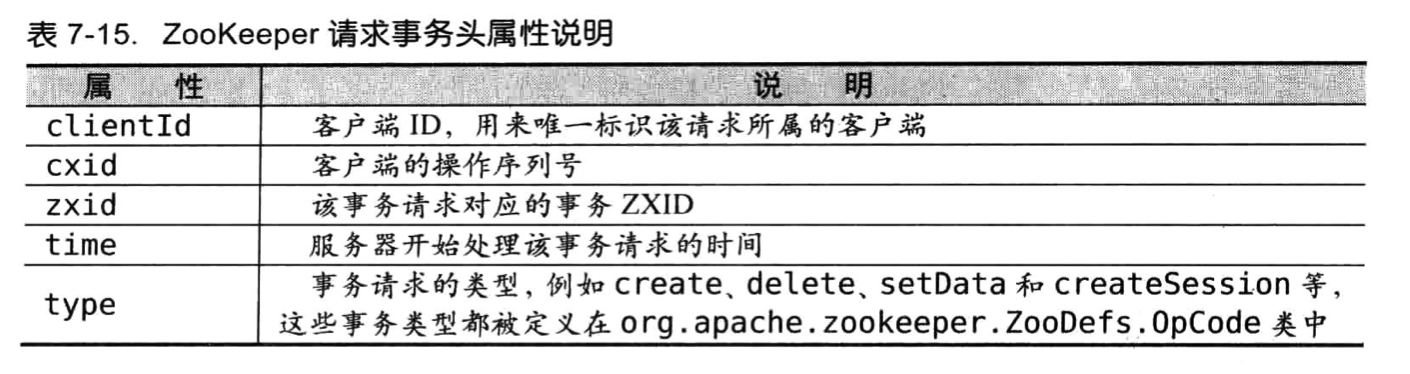 表 7-15. ZooKeeper 请求事务头属性说明
属 性 说 明
clientId 客户端 ID，用来唯一标识该请求所属的客户端
cxid 客户端的操作序列号
zxid 该事务请求对应的事务 ZXID
time 服务器开始处理该事务请求的时间
type 事务请求的类型，例如 create、delete、setData 和 createSession 等，
这些事务类型都被定义在 org.apache.zookeeper.ZooDefs.OpCode 类中